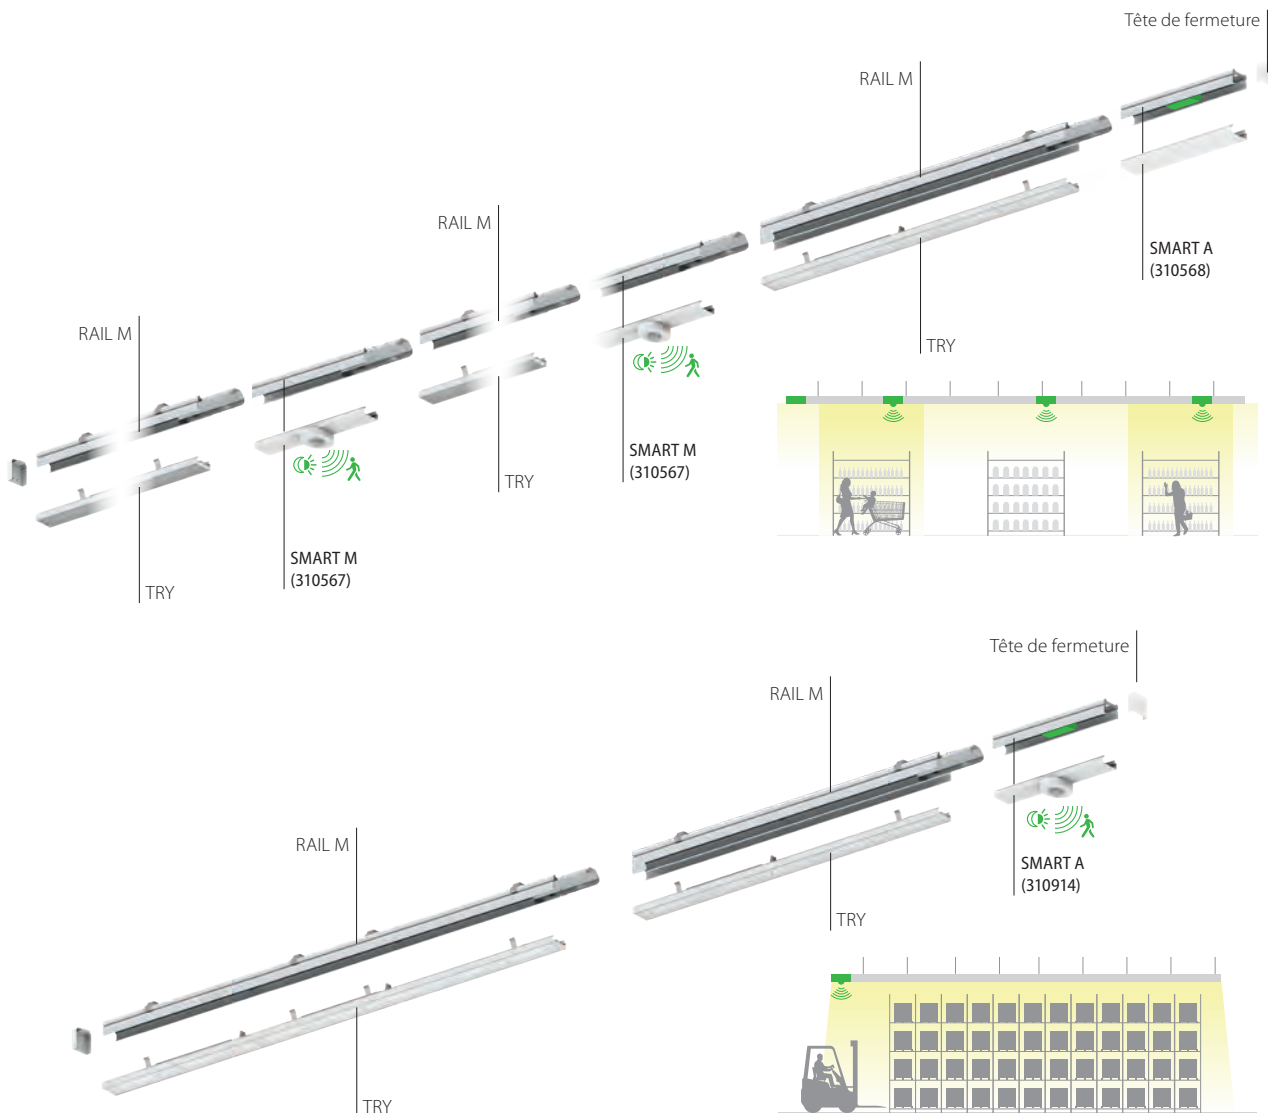 Tête de fermeture
RAIL M
SMART A
(310568)
RAIL M
TRY
RAIL M
SMART M
(310567)
TRY
SMART M
(310567)
TRY
Tête de fermeture
RAIL M
SMART A
(310914)
RAIL M
TRY
TRY